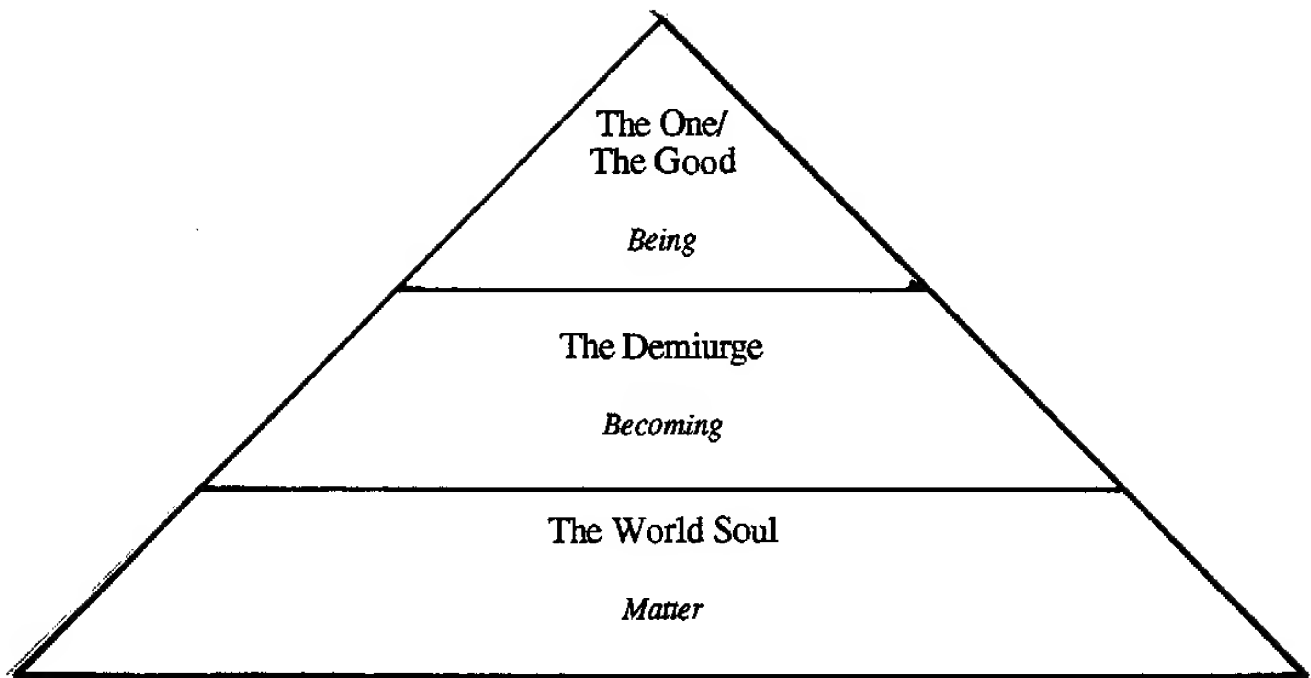 The One/
The Good
Being
The Demiurge
Becoming
The World Soul
Matter